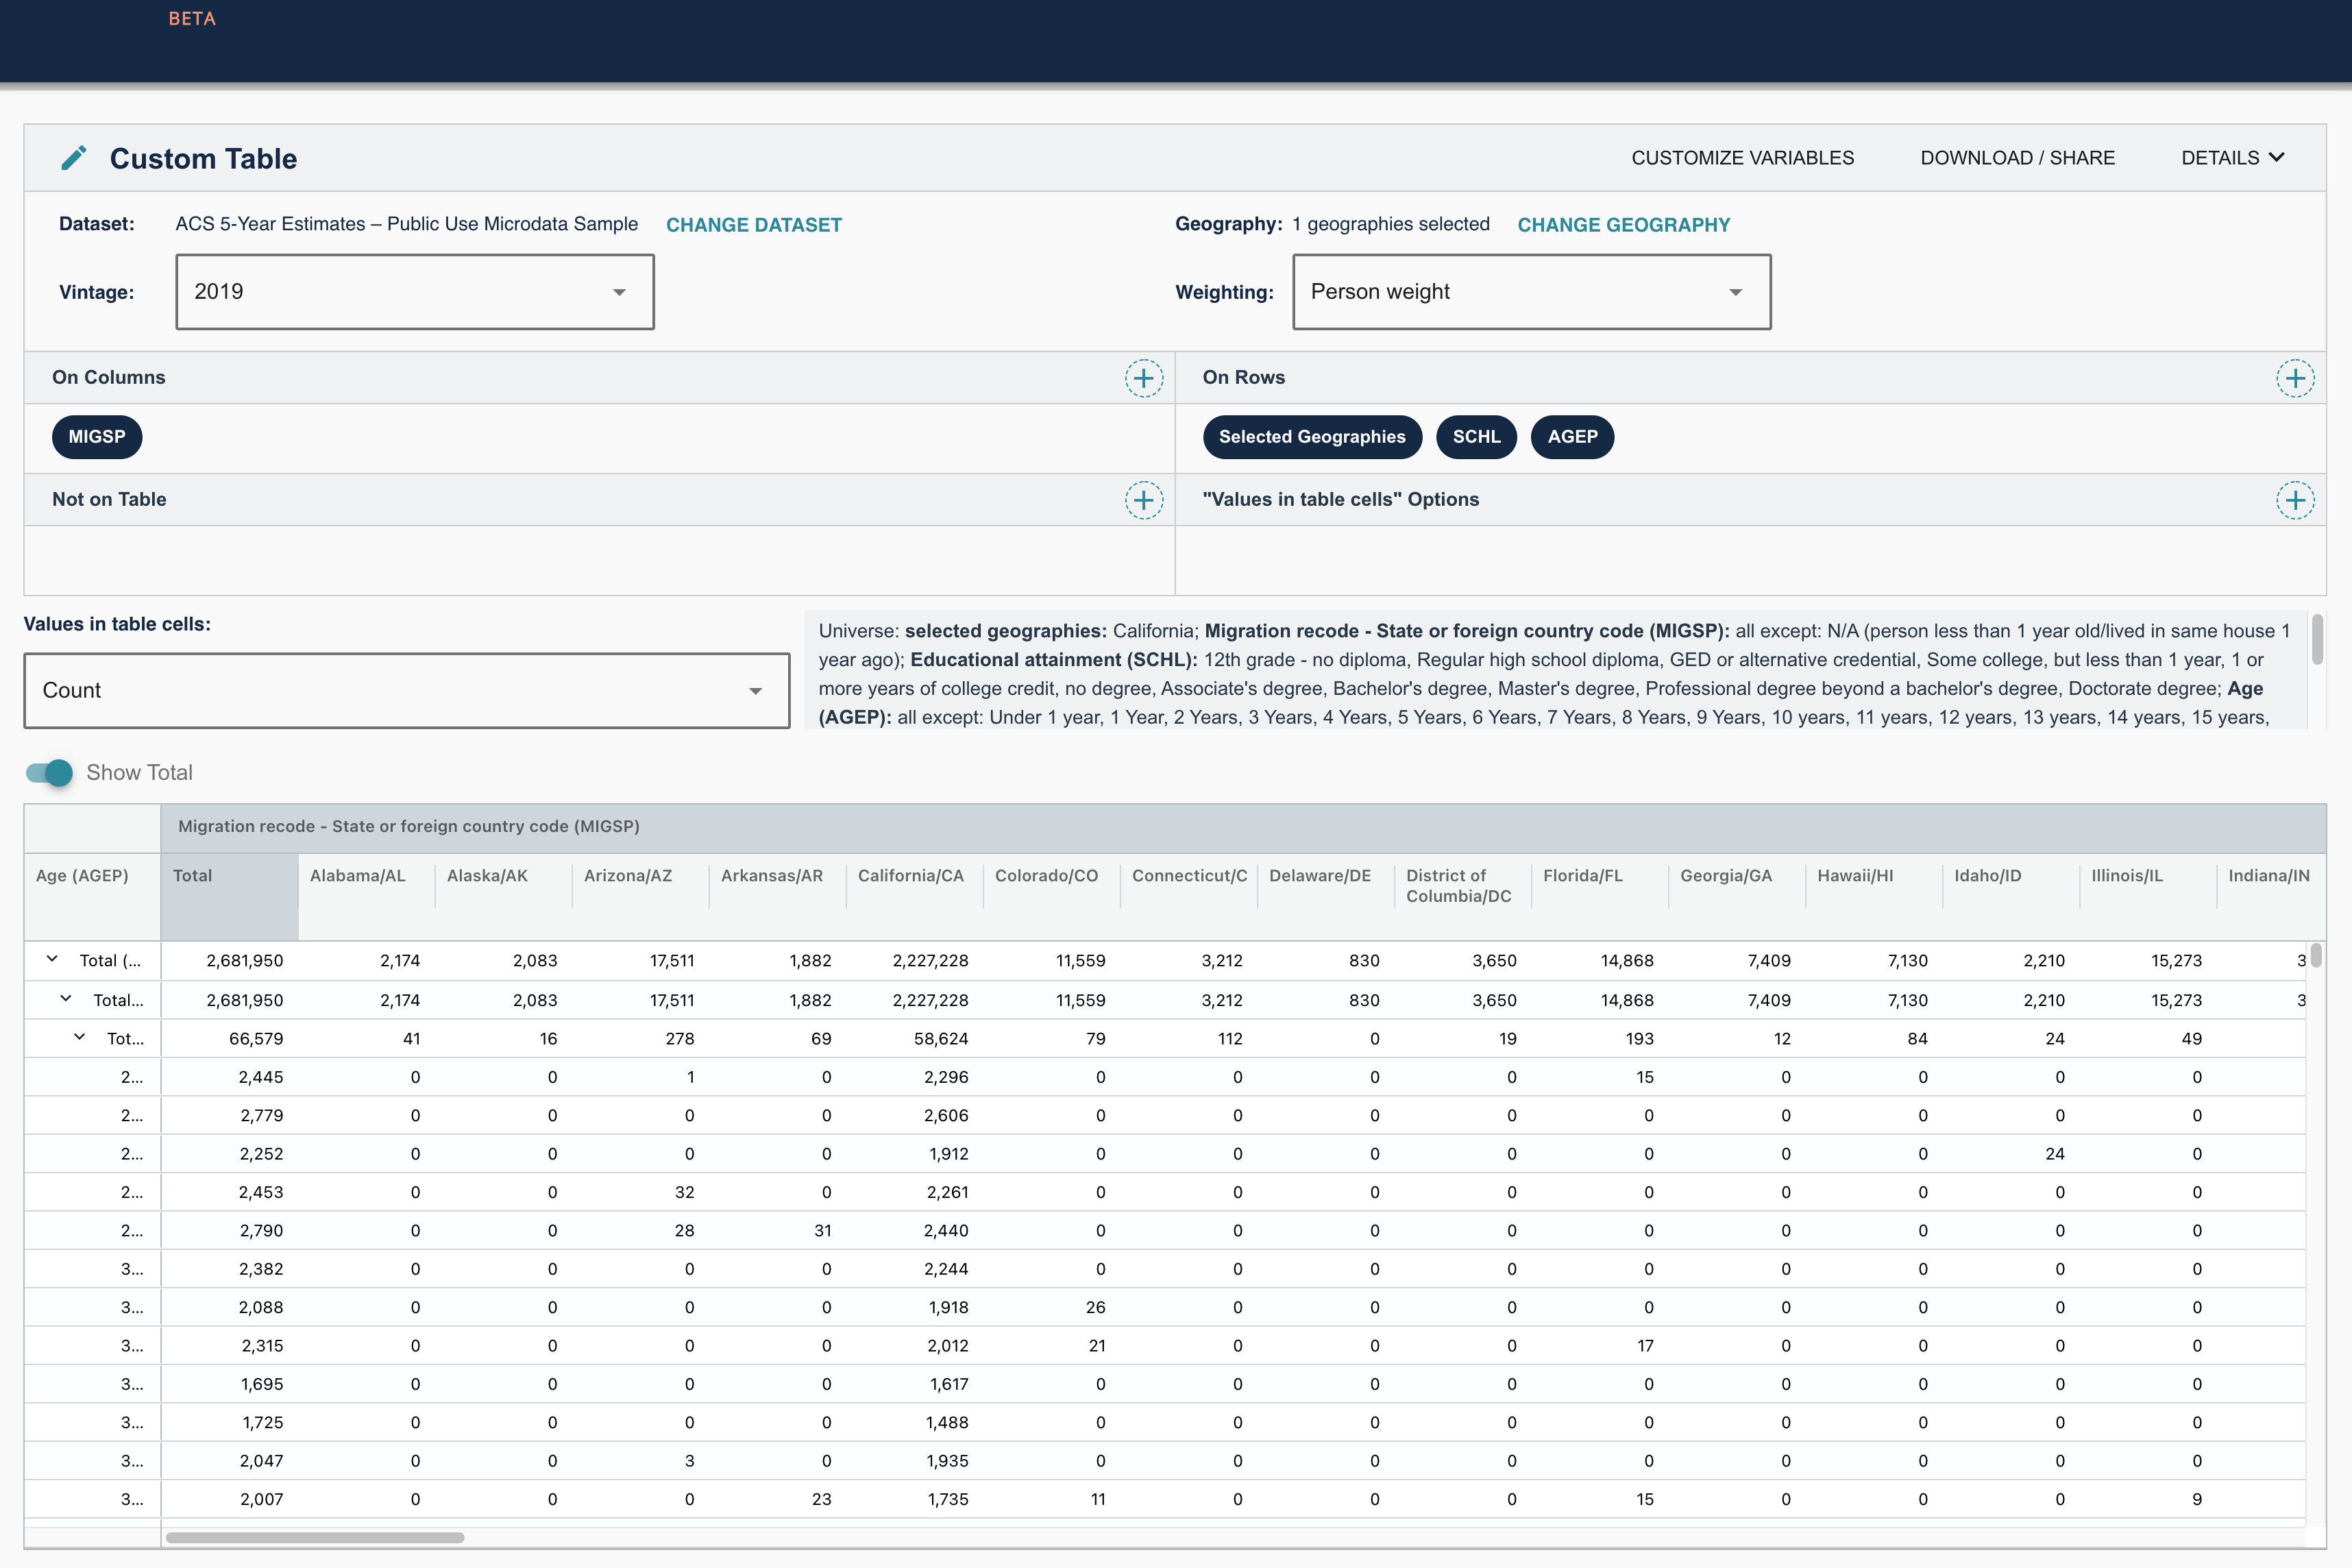 BETA
Custom Table
CUSTOMIZE VARIABLES DOWNLOAD / SHARE DETAILS
Dataset: ACS 5-Year Estimates – Public Use Microdata Sample CHANGE DATASET
Geography: 1 geographies selected CHANGE GEOGRAPHY
Vintage: 2019
Weighting: Person weight
On Columns
On Rows
MIGSP
Selected Geographies SCHL AGEP
Not on Table
"Values in table cells" Options
Values in table cells:
Count
Universe: selected geographies: California; Migration recode - State or foreign country code (MIGSP): all except: N/A (person less than 1 year old/lived in same house 1
year ago); Educational attainment (SCHL): 12th grade - no diploma, Regular high school diploma, GED or alternative credential, Some college, but less than 1 year, 1 or
more years of college credit, no degree, Associate's degree, Bachelor's degree, Master's degree, Professional degree beyond a bachelor's degree, Doctorate degree; Age
(AGEP): all except: Under 1 year, 1 Year, 2 Years, 3 Years, 4 Years, 5 Years, 6 Years, 7 Years, 8 Years, 9 Years, 10 years, 11 years, 12 years, 13 years, 14 years, 15 years,
Show Total
Migration recode - State or foreign country code (MIGSP)
Age (AGEP) Total Alabama/AL Alaska/AK Arizona/AZ Arkansas/AR California/CA Colorado/CO Connecticut/C Delaware/DE District of Florida/FL Georgia/GA Hawaii/HI Idaho/ID Illinois/IL Indiana/IN
Columbia/DC
Total (... 2,681,950 2,174 2,083 17,511 1,882 2,227,228 11,559 3,212 830 3,650 14,868 7,409 7,130 2,210 15,273 3
Total... 2,681,950 2,174 2,083 17,511 1,882 2,227,228 11,559 3,212 830 3,650 14,868 7,409 7,130 2,210 15,273 3
Tot... 66,579 41 16 278 69 58,624 79 112 0 19 193 12 84 24 49
2... 2,445 0 0 1 0 2,296 0 0 0 0 15 0 0 0 0
2... 2,779 0 0 0 0 2,606 0 0 0 0 0 0 0 0 0
2... 2,252 0 0 0 0 1,912 0 0 0 0 0 0 0 24 0
2... 2,453 0 0 32 0 2,261 0 0 0 0 0 0 0 0 0
2... 2,790 0 0 28 31 2,440 0 0 0 0 0 0 0 0 0
3... 2,382 0 0 0 0 2,244 0 0 0 0 0 0 0 0 0
3... 2,088 0 0 0 0 1,918 26 0 0 0 0 0 0 0 0
3... 2,315 0 0 0 0 2,012 21 0 0 0 17 0 0 0 0
3... 1,695 0 0 0 0 1,617 0 0 0 0 0 0 0 0 0
3... 1,725 0 0 0 0 1,488 0 0 0 0 0 0 0 0 0
3... 2,047 0 0 3 0 1,935 0 0 0 0 0 0 0 0 0
3... 2,007 0 0 0 23 1,735 11 0 0 0 15 0 0 0 9